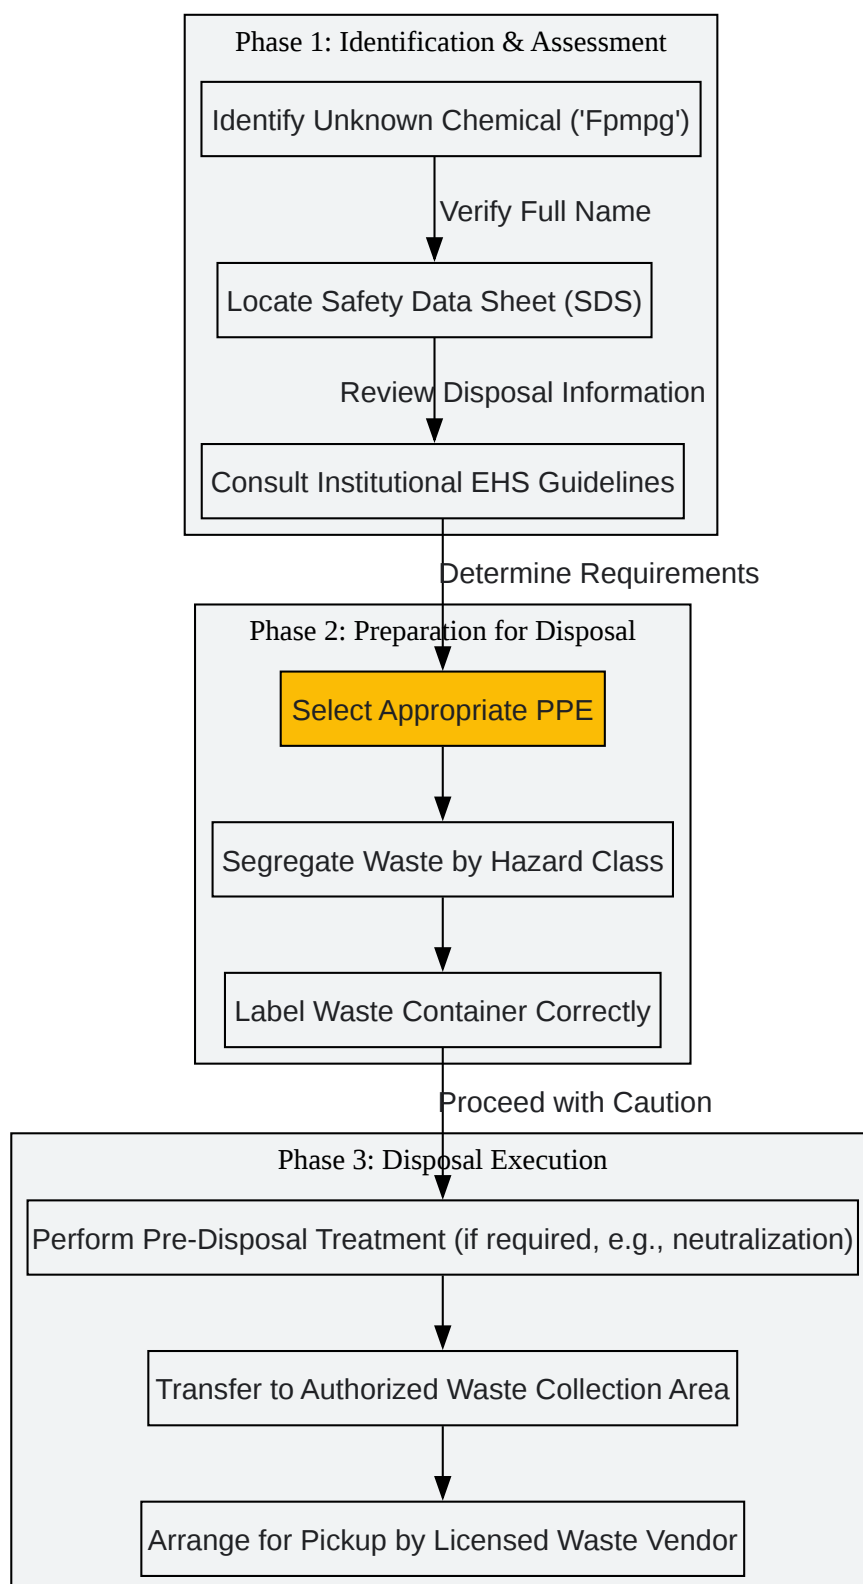 Phase 1: Identification & Assessment
Identify Unknown Chemical ('Fpmpg')
Verify Full Name
Locate Safety Data Sheet (SDS)
Review Disposal Information
Consult Institutional EHS Guidelines
Determine Requirements
Phase 2: Preparation for Disposal
Select Appropriate PPE
Segregate Waste by Hazard Class
Label Waste Container Correctly
Proceed with Caution
Phase 3: Disposal Execution
Perform Pre-Disposal Treatment (if required, e.g., neutralization)
Transfer to Authorized Waste Collection Area
Arrange for Pickup by Licensed Waste Vendor